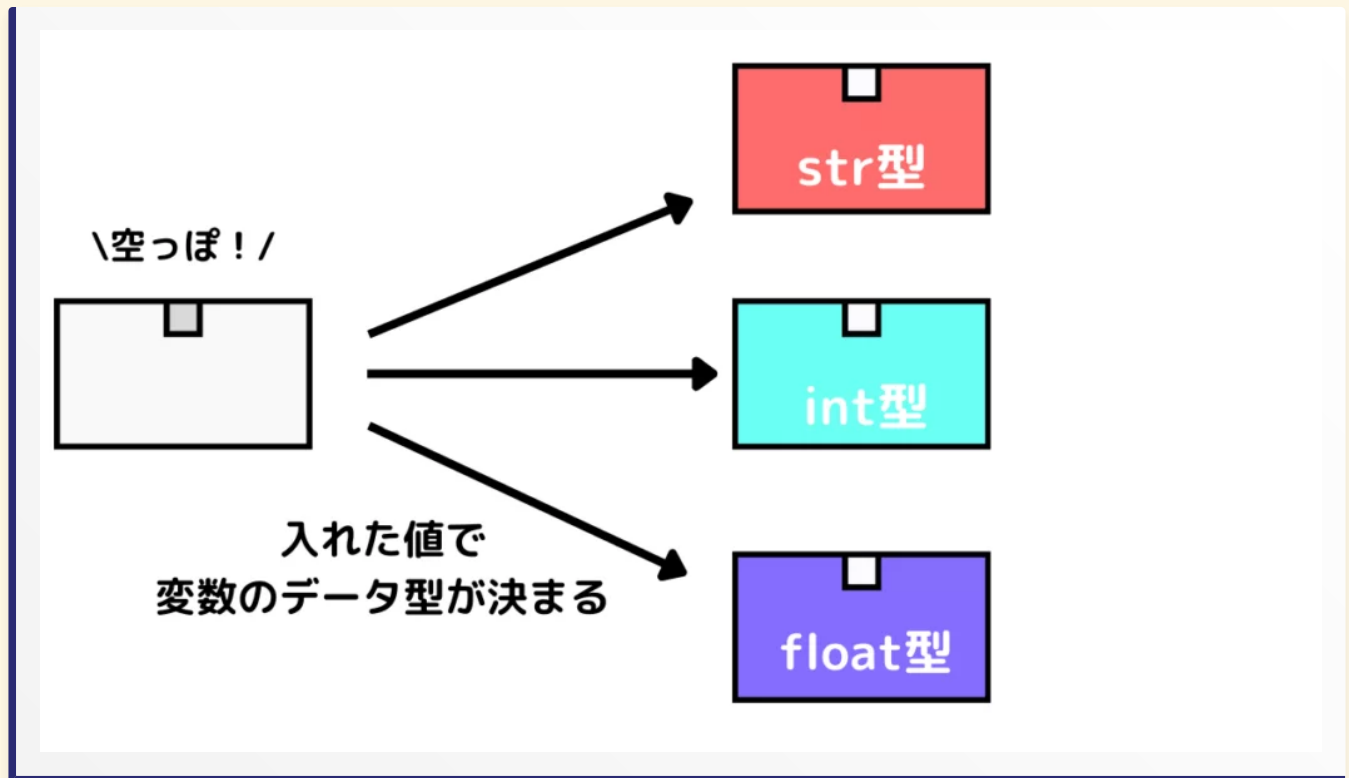 \空っぽ！/
入れた値で
変数のデータ型が決まる
str型
int型
float型